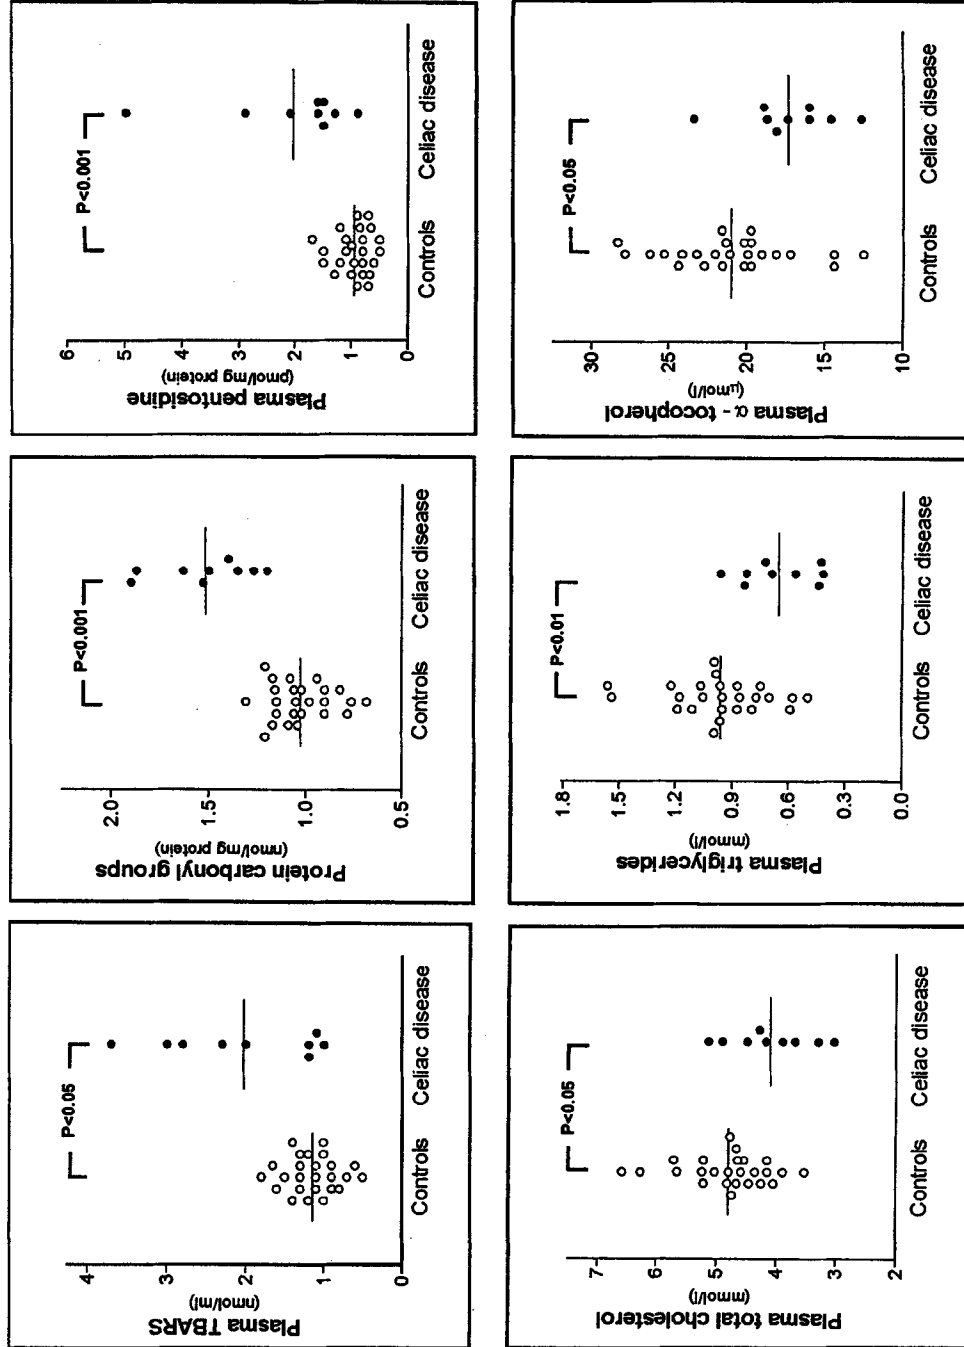 Plasma TBARS
(nmol/ml)
4
3
2
1
0
P<0.05
Controls
Celiac disease
Protein carbonyl groups
(nmol/mg protein)
2.0
1.5
1.0
0.5
P<0.001
Controls
Celiac disease
Plasma pentosidine
(pmol/mg protein)
6
5
4
3
2
1
0
P<0.001
Controls
Celiac disease
Plasma total cholesterol
(mmol/l)
7
6
5
4
3
2
P<0.05
Controls
Celiac disease
Plasma triglycerides
(mmol/l)
1.8
1.5
1.2
0.9
0.6
0.0
P<0.01
Controls
Celiac disease
Plasma α - tocopherol
(μmol/l)
30
25
20
15
10
P<0.05
Controls
Celiac disease